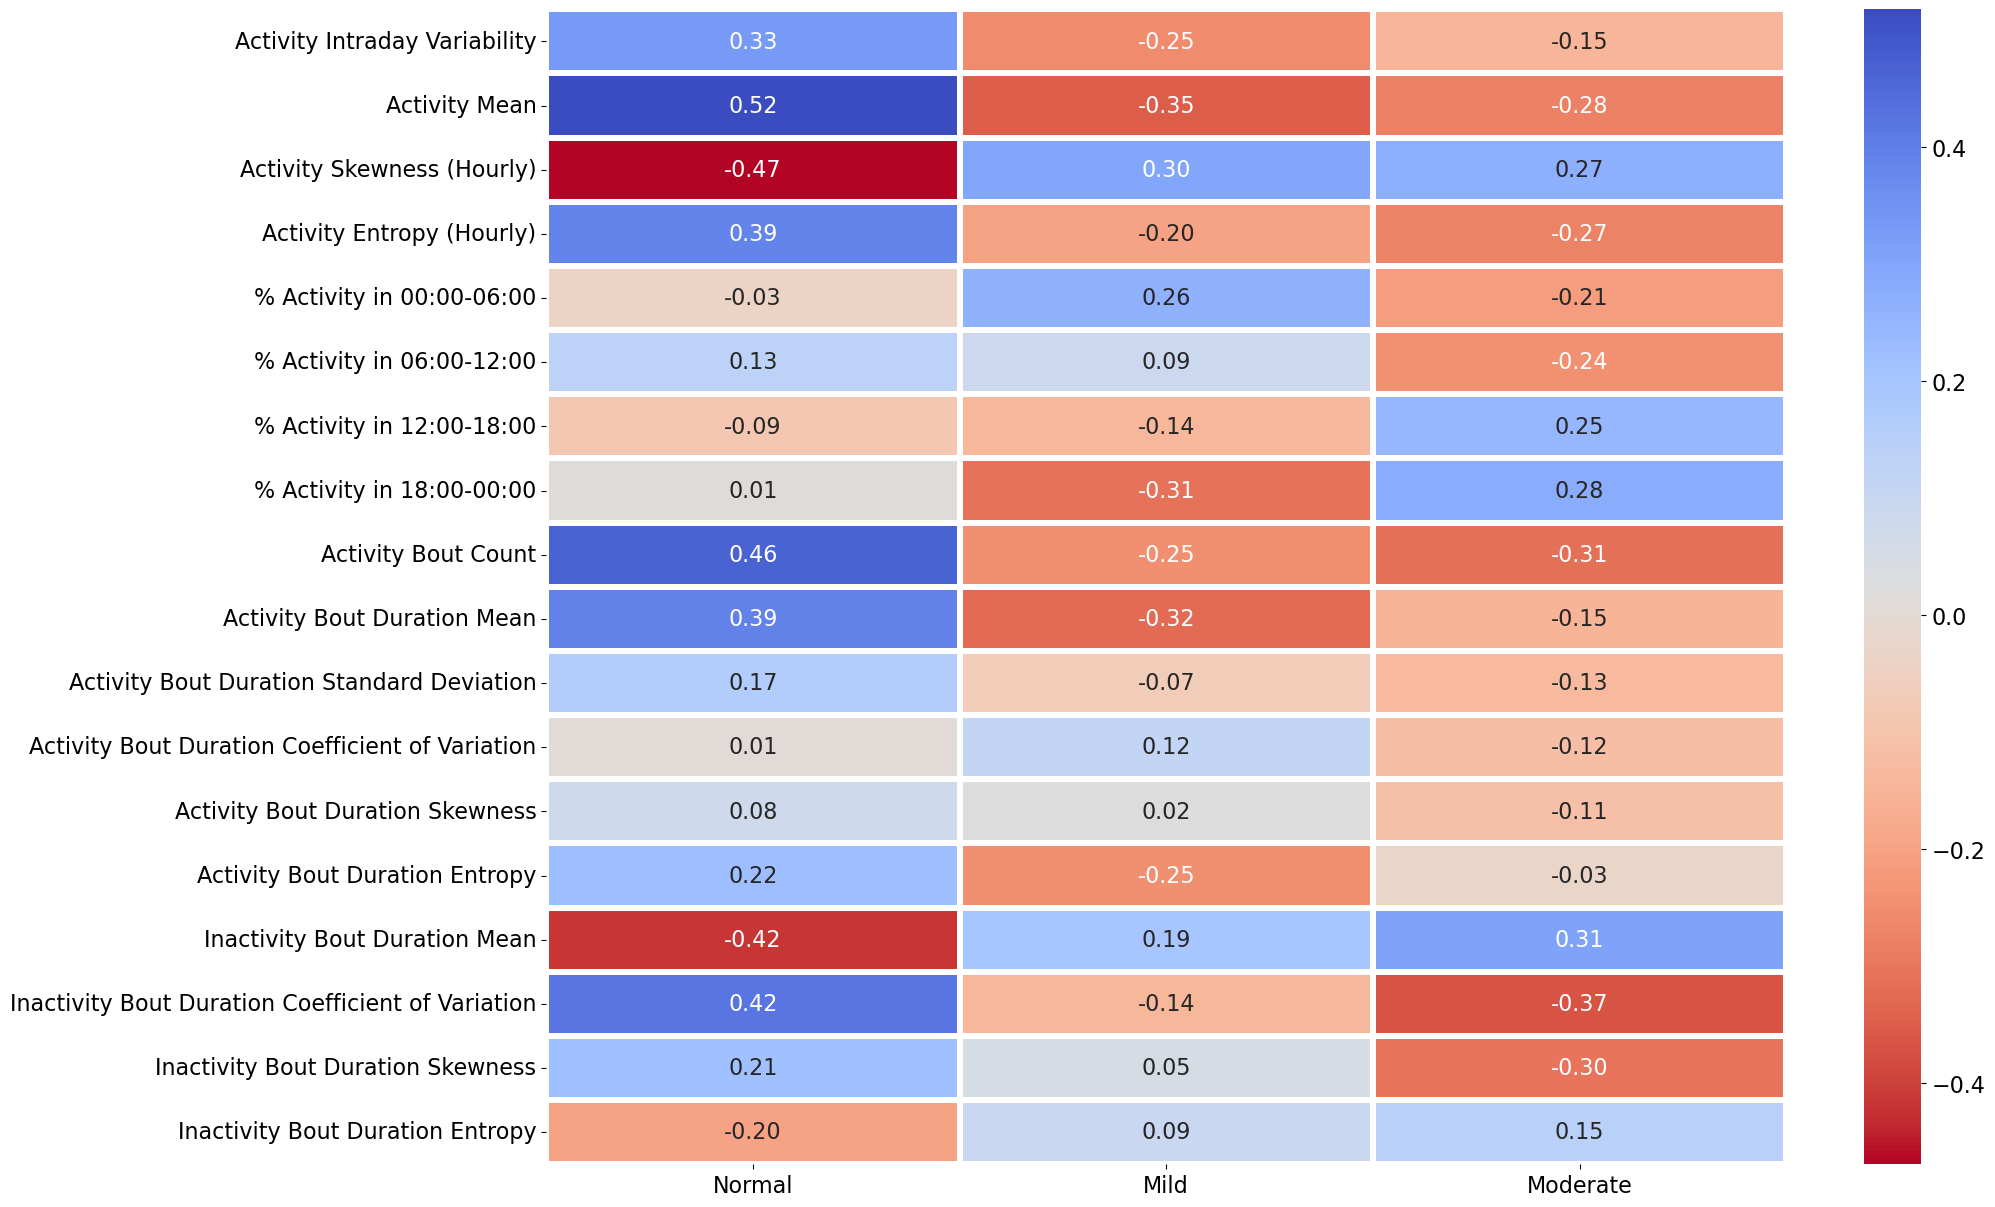 Activity Intraday Variability 0.33 -0.25 -0.15
Activity Mean 0.52 -0.35 -0.28
0.4
Activity Skewness (Hourly) -0.47 0.30 0.27
Activity Entropy (Hourly) 0.39 -0.20 -0.27
% Activity in 00:00-06:00 -0.03 0.26 -0.21
% Activity in 06:00-12:00 0.13 0.09 -0.24
0.2
% Activity in 12:00-18:00 -0.09 -0.14 0.25
% Activity in 18:00-00:00 0.01 -0.31 0.28
Activity Bout Count 0.46 -0.25 -0.31
Activity Bout Duration Mean 0.39 -0.32 -0.15
0.0
Activity Bout Duration Standard Deviation 0.17 -0.07 -0.13
Activity Bout Duration Coefficient of Variation 0.01 0.12 -0.12
Activity Bout Duration Skewness 0.08 0.02 -0.11
−0.2
Activity Bout Duration Entropy 0.22 -0.25 -0.03
Inactivity Bout Duration Mean -0.42 0.19 0.31
Inactivity Bout Duration Coefficient of Variation 0.42 -0.14 -0.37
Inactivity Bout Duration Skewness 0.21 0.05 -0.30
−0.4
Inactivity Bout Duration Entropy -0.20 0.09 0.15
Normal Mild Moderate